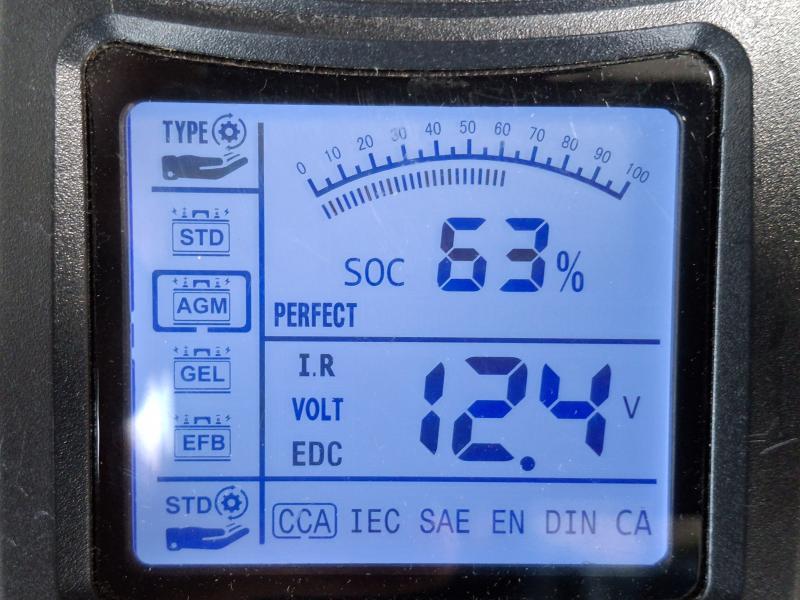 TYPE
0 10 20 30 40 50 60 70 80 90 100
STD
SOC 63%
AGM
PERFECT
I.R
GEL
VOLT 12.4 V
EFB
EDC
STD
CCA IEC SAE EN DIN CA